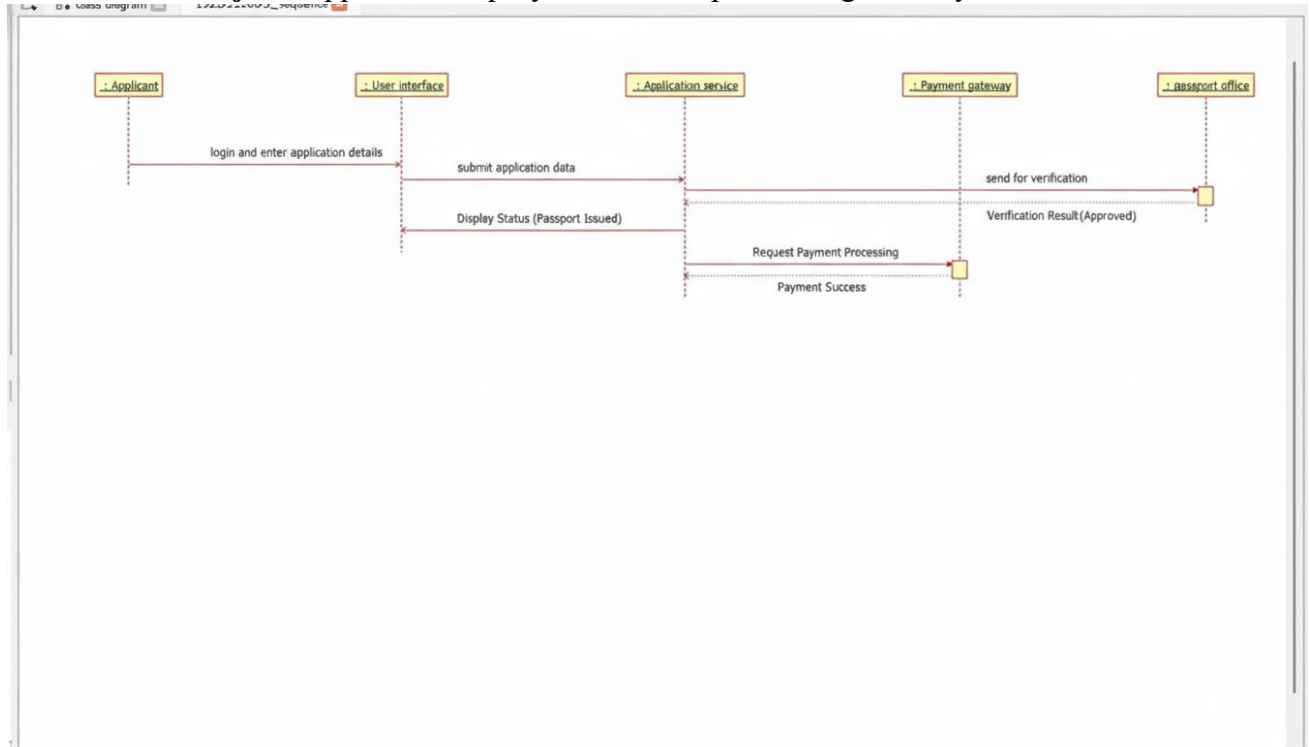 class diagram
_sequence
.: Applicant
.: User interface
.: Application service
.: Payment gateway
.: passport office
login and enter application details
submit application data
send for verification
Verification Result(Approved)
Display Status (Passport Issued)
Request Payment Processing
Payment Success